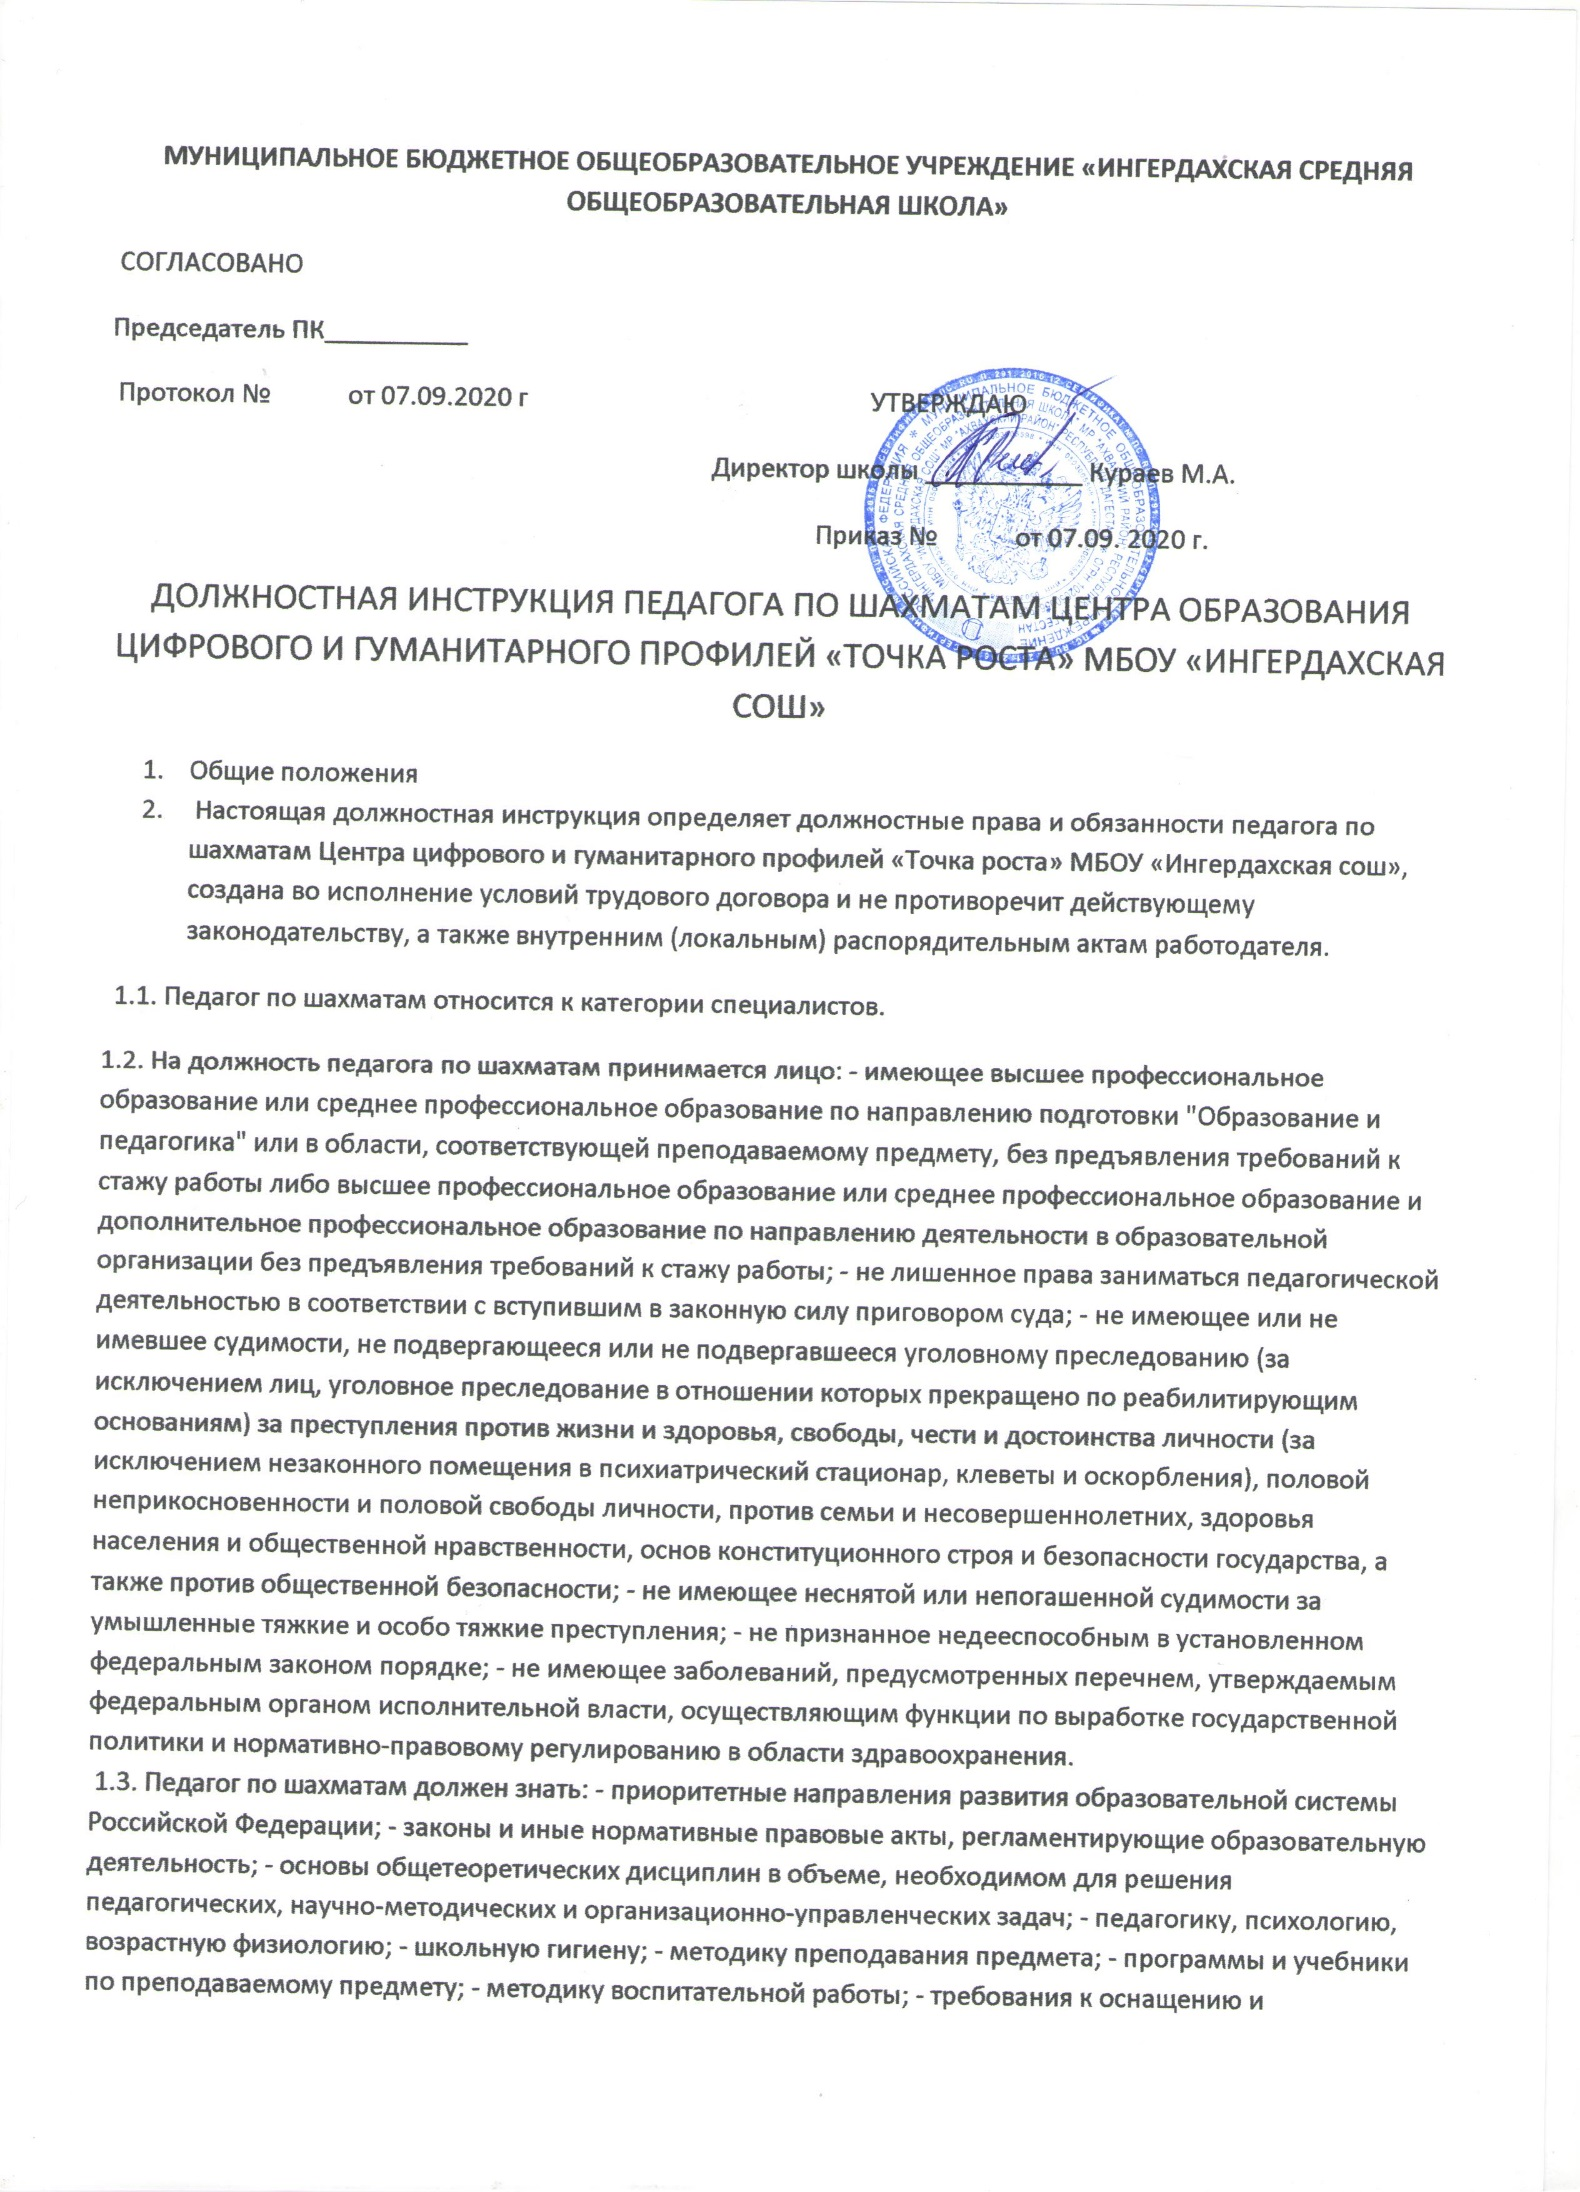 МУНИЦИПАЛЬНОЕ БЮДЖЕТНОЕ ОБЩЕОБРАЗОВАТЕЛЬНОЕ УЧРЕЖДЕНИЕ «ИНГЕРДАХСКАЯ СРЕДНЯЯ
ОБЩЕОБРАЗОВАТЕЛЬНАЯ ШКОЛА»
СОГЛАСОВАНО
Председатель ПК__________
Протокол № от 07.09.2020 г
УТВЕРЖДАЮ
Директор школы ___________ Кураев М.А.
Приказ № от 07.09. 2020 г.
ДОЛЖНОСТНАЯ ИНСТРУКЦИЯ ПЕДАГОГА ПО ШАХМАТАМ ЦЕНТРА ОБРАЗОВАНИЯ
ЦИФРОВОГО И ГУМАНИТАРНОГО ПРОФИЛЕЙ «ТОЧКА РОСТА» МБОУ «ИНГЕРДАХСКАЯ
СОШ»
1. Общие положения
2. Настоящая должностная инструкция определяет должностные права и обязанности педагога по
шахматам Центра цифрового и гуманитарного профилей «Точка роста» МБОУ «Ингердахская сош»,
создана во исполнение условий трудового договора и не противоречит действующему
законодательству, а также внутренним (локальным) распорядительным актам работодателя.
1.1. Педагог по шахматам относится к категории специалистов.
1.2. На должность педагога по шахматам принимается лицо: - имеющее высшее профессиональное
образование или среднее профессиональное образование по направлению подготовки "Образование и
педагогика" или в области, соответствующей преподаваемому предмету, без предъявления требований к
стажу работы либо высшее профессиональное образование или среднее профессиональное образование и
дополнительное профессиональное образование по направлению деятельности в образовательной
организации без предъявления требований к стажу работы; - не лишенное права заниматься педагогической
деятельностью в соответствии с вступившим в законную силу приговором суда; - не имеющее или не
имевшее судимости, не подвергающееся или не подвергавшееся уголовному преследованию (за
исключением лиц, уголовное преследование в отношении которых прекращено по реабилитирующим
основаниям) за преступления против жизни и здоровья, свободы, чести и достоинства личности (за
исключением незаконного помещения в психиатрический стационар, клеветы и оскорбления), половой
неприкосновенности и половой свободы личности, против семьи и несовершеннолетних, здоровья
населения и общественной нравственности, основ конституционного строя и безопасности государства, а
также против общественной безопасности; - не имеющее неснятой или непогашенной судимости за
умышленные тяжкие и особо тяжкие преступления; - не признанное недееспособным в установленном
федеральным законом порядке; - не имеющее заболеваний, предусмотренных перечнем, утверждаемым
федеральным органом исполнительной власти, осуществляющим функции по выработке государственной
политики и нормативно-правовому регулированию в области здравоохранения.
1.3. Педагог по шахматам должен знать: - приоритетные направления развития образовательной системы
Российской Федерации; - законы и иные нормативные правовые акты, регламентирующие образовательную
деятельность; - основы общетеоретических дисциплин в объеме, необходимом для решения
педагогических, научно-методических и организационно-управленческих задач; - педагогику, психологию,
возрастную физиологию; - школьную гигиену; - методику преподавания предмета; - программы и учебники
по преподаваемому предмету; - методику воспитательной работы; - требования к оснащению и